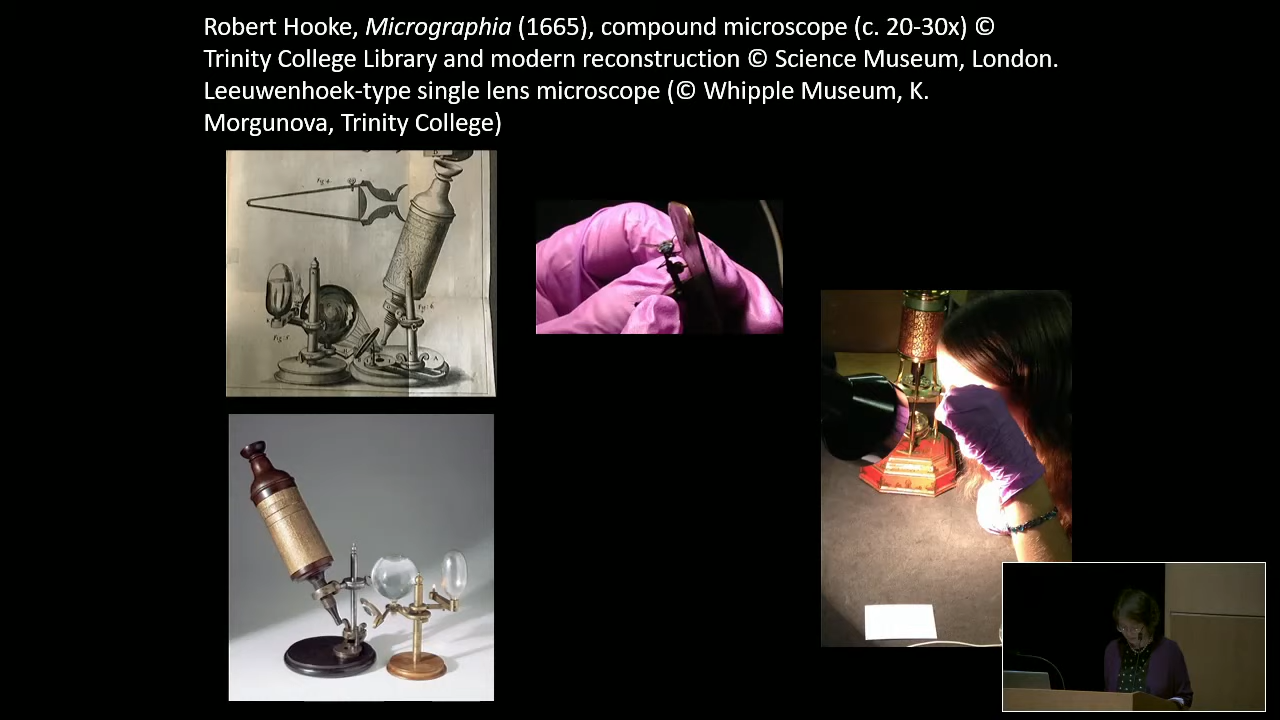 Robert Hooke, Micrographia (1665), compound microscope (c. 20-30x) ©
Trinity College Library and modern reconstruction © Science Museum, London.
Leeuwenhoek-type single lens microscope (© Whipple Museum, K.
Morgunova, Trinity College)